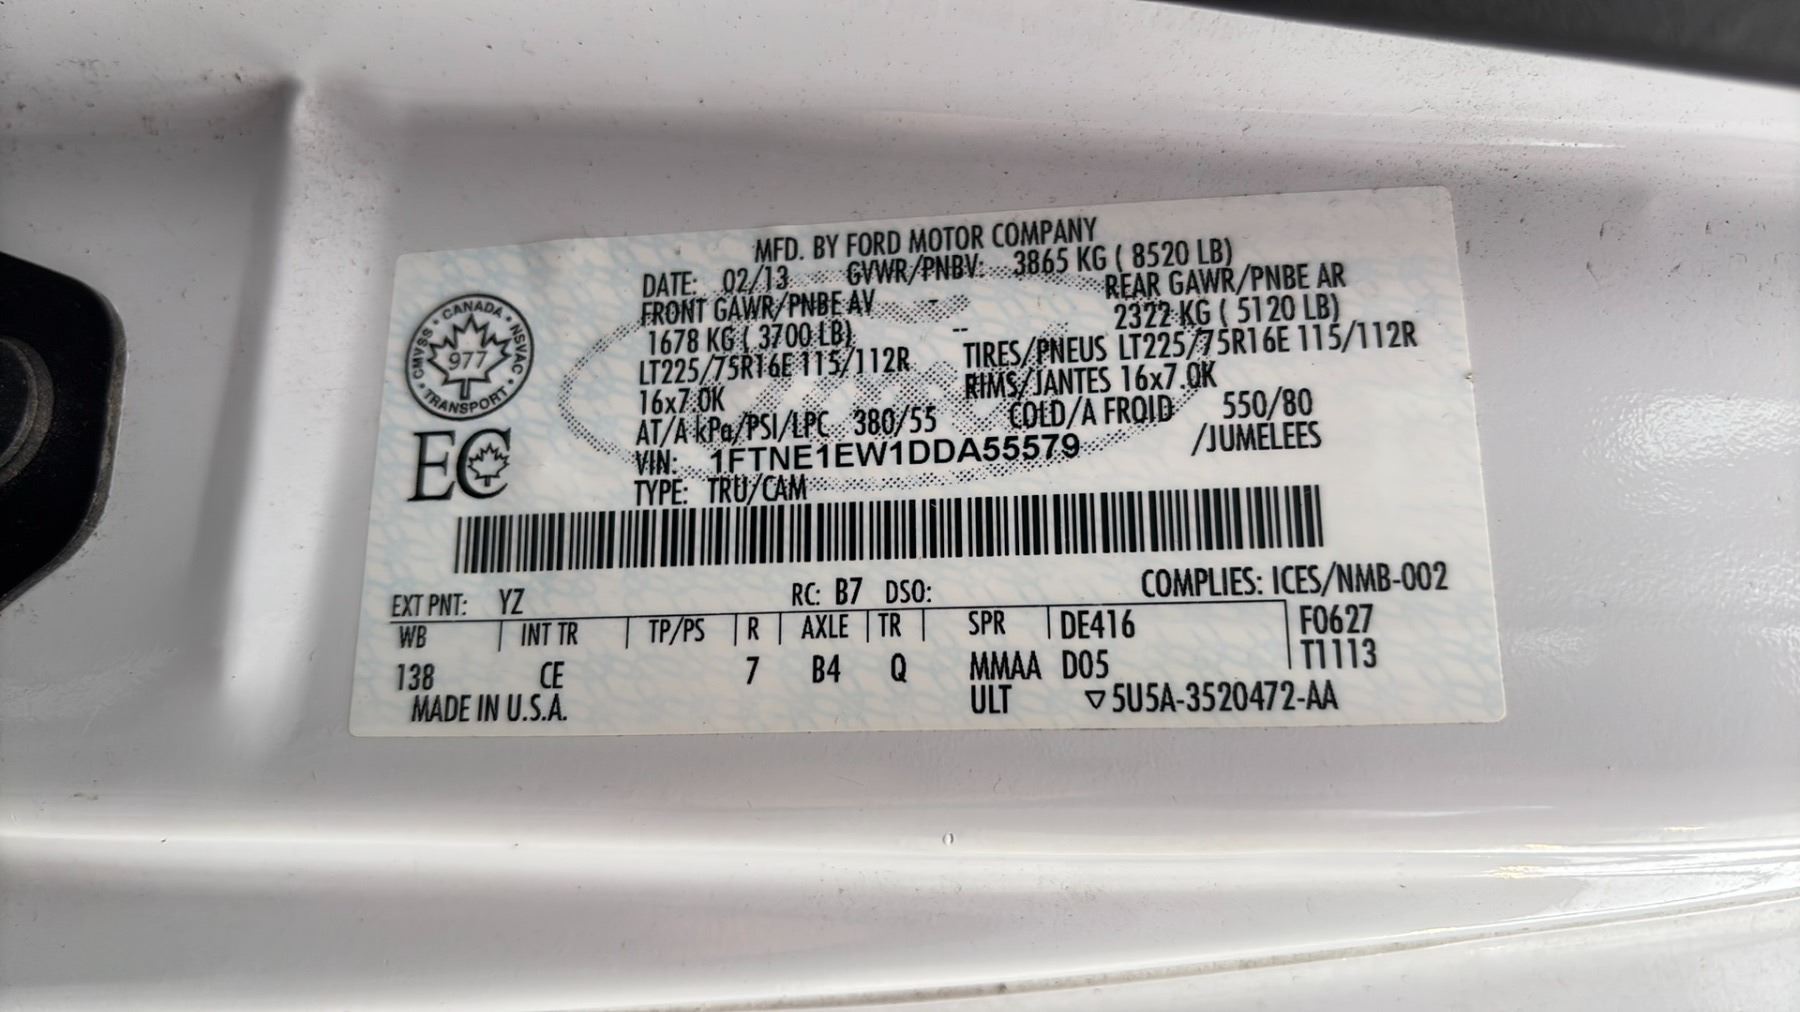 MFD. BY FORD MOTOR COMPANY
DATE: 02/13 GVWR/PNBV: 3865 KG ( 8520 LB)
FRONT GAWR/PNBE AV - REAR GAWR/PNBE AR
1678 KG ( 3700 LB) -- 2322 KG ( 5120 LB)
LT225/75R16E 115/112R TIRES/PNEUS LT225/75R16E 115/112R
16x7.0K RIMS/JANTES 16x7.0K
AT/A kPa/PSI/LPC 380/55 COLD/A FROID 550/80
VIN: 1FTNE1EW1DDA55579 /JUMELEES
TYPE: TRU/CAM
CANADA
CMVSS 977 NSVAC
TRANSPORT
EC
EXT PNT: YZ RC: B7 DSO: COMPLIES: ICES/NMB-002
WB | INT TR | TP/PS | R | AXLE | TR | SPR | DE416 F0627
138 CE 7 B4 Q MMAA D05 T1113
MADE IN U.S.A. ULT ▽5U5A-3520472-AA